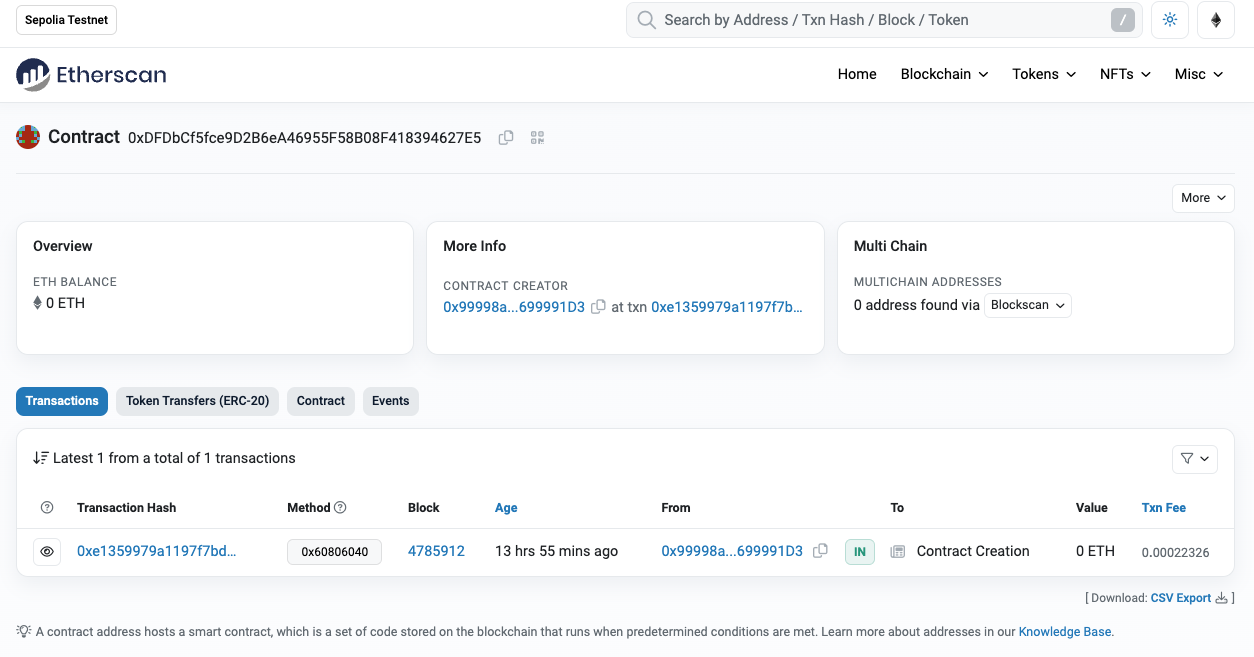 Sepolia Testnet
Search by Address / Txn Hash / Block / Token /
Etherscan
Home Blockchain Tokens NFTs Misc
Contract 0xDFDbCf5fce9D2B6eA46955F58B08F418394627E5
More
Overview
ETH BALANCE
0 ETH
More Info
CONTRACT CREATOR
0x99998a...699991D3 at txn 0xe1359979a1197f7b...
Multi Chain
MULTICHAIN ADDRESSES
0 address found via Blockscan
Transactions Token Transfers (ERC-20) Contract Events
Latest 1 from a total of 1 transactions
Transaction Hash Method Block Age From To Value Txn Fee
0xe1359979a1197f7bd... 0x60806040 4785912 13 hrs 55 mins ago 0x99998a...699991D3 IN Contract Creation 0 ETH 0.00022326
[ Download: CSV Export ]
A contract address hosts a smart contract, which is a set of code stored on the blockchain that runs when predetermined conditions are met. Learn more about addresses in our Knowledge Base.